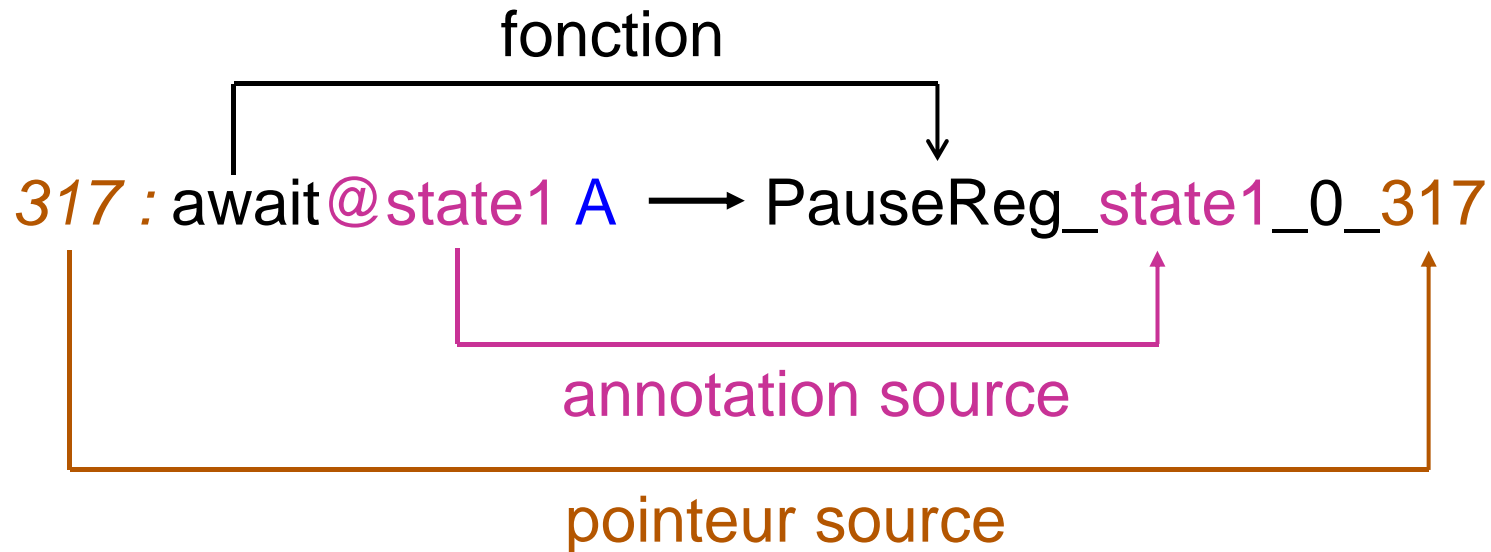 fonction
317 : await@state1 A → PauseReg_state1_0_317
annotation source
pointeur source